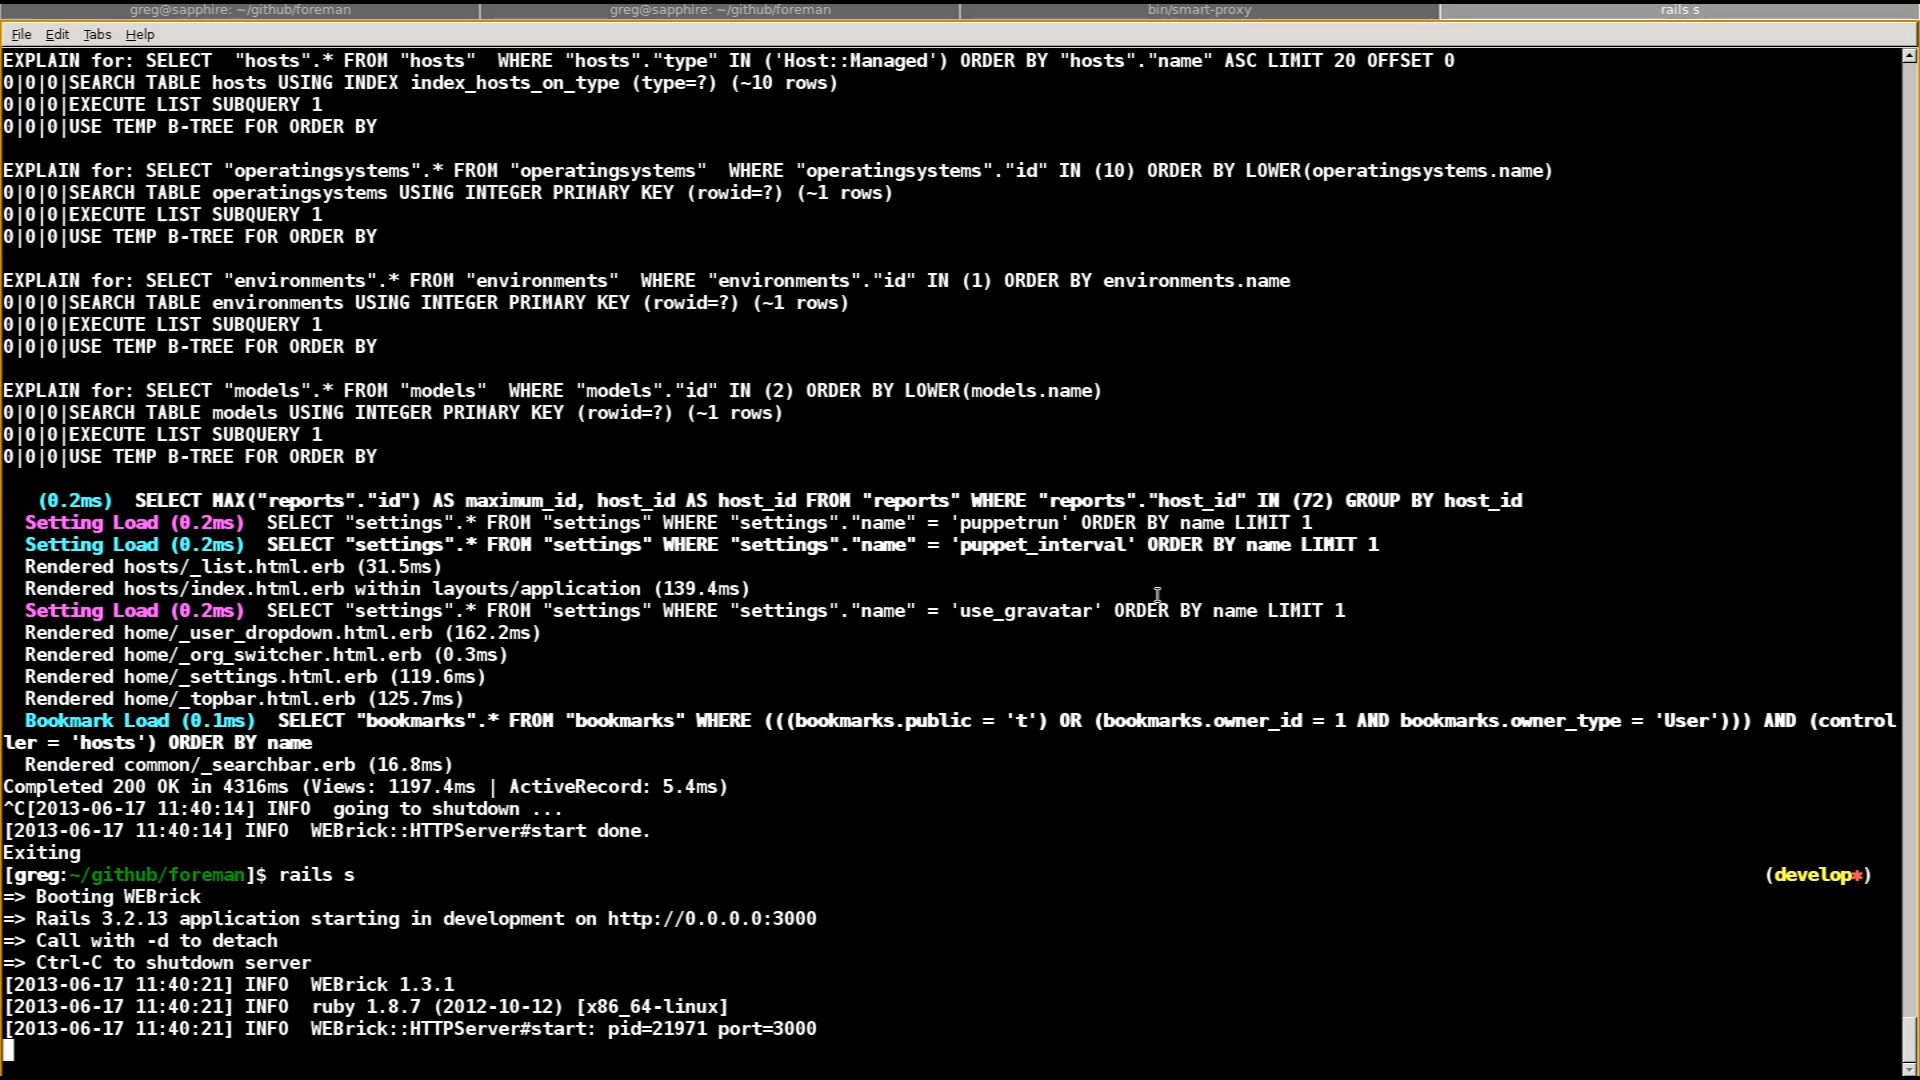 greg@sapphire: ~/github/foreman greg@sapphire: ~/github/foreman bin/smart-proxy rails s
File Edit Tabs Help
EXPLAIN for: SELECT  "hosts".* FROM "hosts"  WHERE "hosts"."type" IN ('Host::Managed') ORDER BY "hosts"."name" ASC LIMIT 20 OFFSET 0
0|0|0|SEARCH TABLE hosts USING INDEX index_hosts_on_type (type=?) (~10 rows)
0|0|0|EXECUTE LIST SUBQUERY 1
0|0|0|USE TEMP B-TREE FOR ORDER BY
EXPLAIN for: SELECT "operatingsystems".* FROM "operatingsystems"  WHERE "operatingsystems"."id" IN (10) ORDER BY LOWER(operatingsystems.name)
0|0|0|SEARCH TABLE operatingsystems USING INTEGER PRIMARY KEY (rowid=?) (~1 rows)
0|0|0|EXECUTE LIST SUBQUERY 1
0|0|0|USE TEMP B-TREE FOR ORDER BY
EXPLAIN for: SELECT "environments".* FROM "environments"  WHERE "environments"."id" IN (1) ORDER BY environments.name
0|0|0|SEARCH TABLE environments USING INTEGER PRIMARY KEY (rowid=?) (~1 rows)
0|0|0|EXECUTE LIST SUBQUERY 1
0|0|0|USE TEMP B-TREE FOR ORDER BY
EXPLAIN for: SELECT "models".* FROM "models"  WHERE "models"."id" IN (2) ORDER BY LOWER(models.name)
0|0|0|SEARCH TABLE models USING INTEGER PRIMARY KEY (rowid=?) (~1 rows)
0|0|0|EXECUTE LIST SUBQUERY 1
0|0|0|USE TEMP B-TREE FOR ORDER BY
(0.2ms)  SELECT MAX("reports"."id") AS maximum_id, host_id AS host_id FROM "reports" WHERE "reports"."host_id" IN (72) GROUP BY host_id
Setting Load (0.2ms)  SELECT "settings".* FROM "settings" WHERE "settings"."name" = 'puppetrun' ORDER BY name LIMIT 1
Setting Load (0.2ms)  SELECT "settings".* FROM "settings" WHERE "settings"."name" = 'puppet_interval' ORDER BY name LIMIT 1
Rendered hosts/_list.html.erb (31.5ms)
Rendered hosts/index.html.erb within layouts/application (139.4ms)
Setting Load (0.2ms)  SELECT "settings".* FROM "settings" WHERE "settings"."name" = 'use_gravatar' ORDER BY name LIMIT 1
Rendered home/_user_dropdown.html.erb (162.2ms)
Rendered home/_org_switcher.html.erb (0.3ms)
Rendered home/_settings.html.erb (119.6ms)
Rendered home/_topbar.html.erb (125.7ms)
Bookmark Load (0.1ms)  SELECT "bookmarks".* FROM "bookmarks" WHERE (((bookmarks.public = 't') OR (bookmarks.owner_id = 1 AND bookmarks.owner_type = 'User'))) AND (control
ler = 'hosts') ORDER BY name
Rendered common/_searchbar.erb (16.8ms)
Completed 200 OK in 4316ms (Views: 1197.4ms | ActiveRecord: 5.4ms)
^C[2013-06-17 11:40:14] INFO  going to shutdown ...
[2013-06-17 11:40:14] INFO  WEBrick::HTTPServer#start done.
Exiting
[greg:~/github/foreman]$ rails s (develop*)
=> Booting WEBrick
=> Rails 3.2.13 application starting in development on http://0.0.0.0:3000
=> Call with -d to detach
=> Ctrl-C to shutdown server
[2013-06-17 11:40:21] INFO  WEBrick 1.3.1
[2013-06-17 11:40:21] INFO  ruby 1.8.7 (2012-10-12) [x86_64-linux]
[2013-06-17 11:40:21] INFO  WEBrick::HTTPServer#start: pid=21971 port=3000